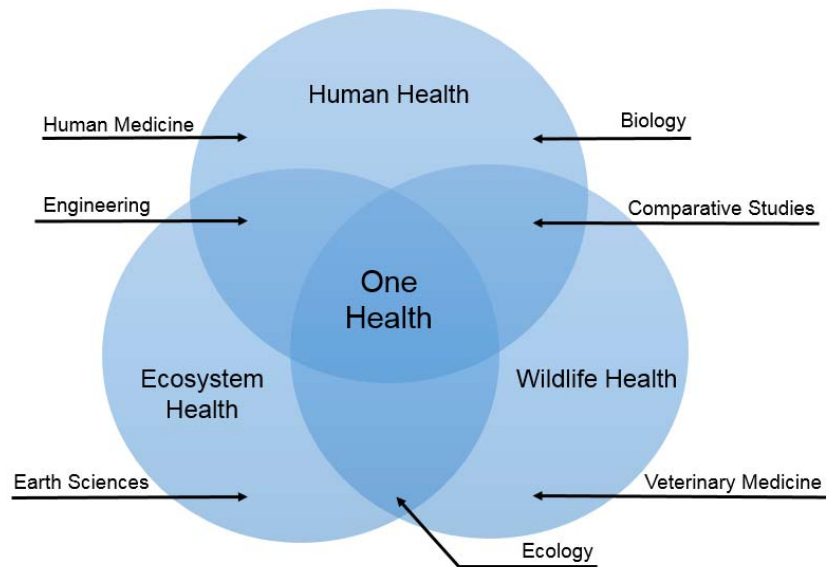 Human Health
Human Medicine
Biology
Engineering
Comparative Studies
One
Health
Ecosystem
Health
Wildlife Health
Earth Sciences
Veterinary Medicine
Ecology